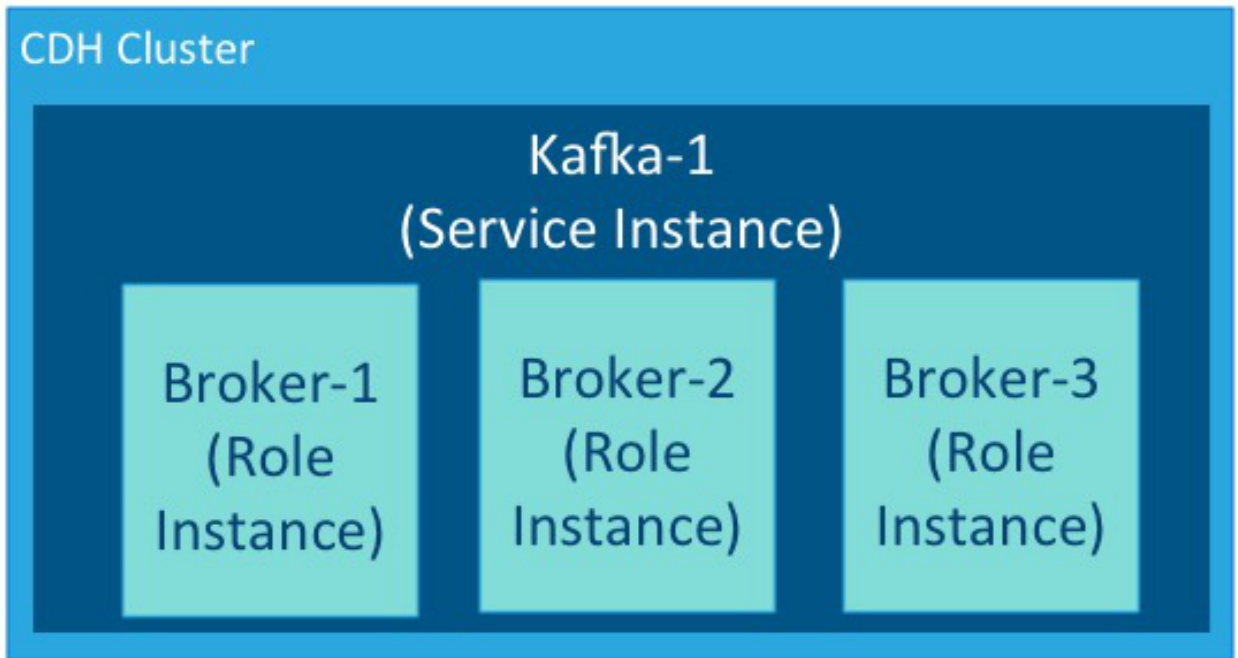 CDH Cluster
Kafka-1
(Service Instance)
Broker-1
(Role
Instance)
Broker-2
(Role
Instance)
Broker-3
(Role
Instance)